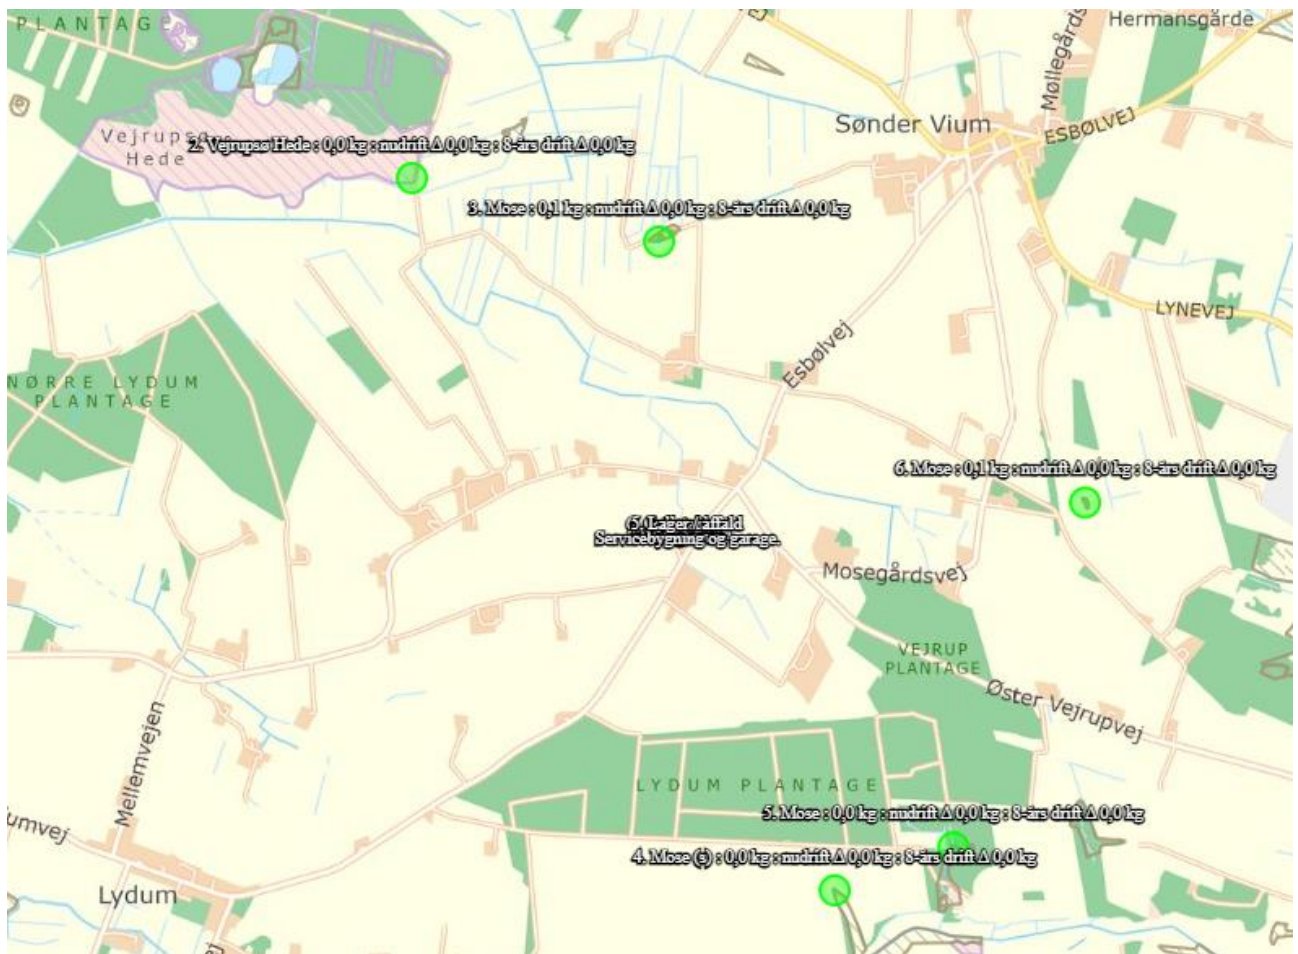 PLANTAGE
Hermansgårde
Møllegårds
Sønder Vium
ESBØLVEJ
Vejrupsø
Hede
2. Vejrupsø Hede : 0,0 kg : nudrift Δ 0,0 kg : 8-års drift Δ 0,0 kg
3. Mose : 0,1 kg : nudrift Δ 0,0 kg : 8-års drift Δ 0,0 kg
LYNEVEJ
Esbølvej
NØRRE LYDUM
PLANTAGE
6. Mose : 0,1 kg : nudrift Δ 0,0 kg : 8-års drift Δ 0,0 kg
5. Lager / affald
Servicebygning og garage.
Mosegårdsvej
VEJRUP
PLANTAGE
Øster Vejrupvej
Mellemvejen
LYDUM PLANTAGE
5. Mose : 0,0 kg : nudrift Δ 0,0 kg : 8-års drift Δ 0,0 kg
umvej
4. Mose (s) : 0,0 kg : nudrift Δ 0,0 kg : 8-års drift Δ 0,0 kg
Lydum
vej